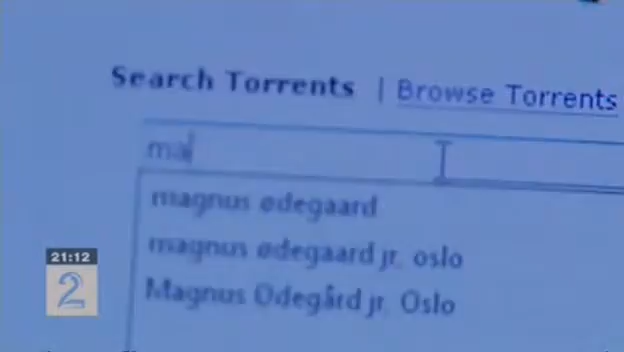 Search Torrents | Browse Torrents
ma
magnus ødegaard
magnus ødegaard jr. oslo
Magnus Ødegård jr. Oslo
21:12
2